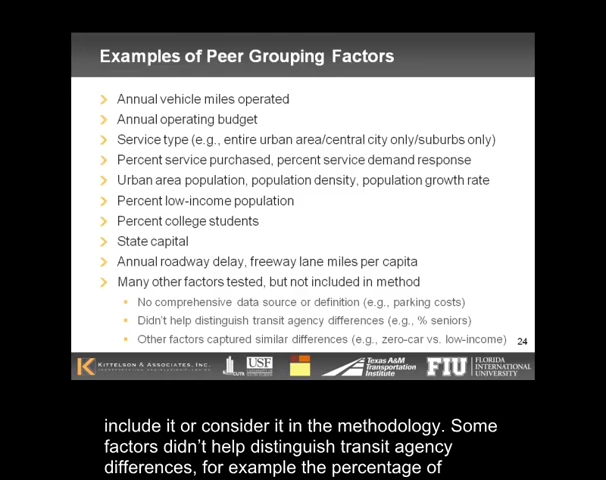 Examples of Peer Grouping Factors
Annual vehicle miles operated
Annual operating budget
Service type (e.g., entire urban area/central city only/suburbs only)
Percent service purchased, percent service demand response
Urban area population, population density, population growth rate
Percent low-income population
Percent college students
State capital
Annual roadway delay, freeway lane miles per capita
Many other factors tested, but not included in method
No comprehensive data source or definition (e.g., parking costs)
Didn't help distinguish transit agency differences (e.g., % seniors)
Other factors captured similar differences (e.g., zero-car vs. low-income)
24
KITTELSON & ASSOCIATES, INC.
CUTR
USF
Texas A&M
Transportation
Institute
FIU
FLORIDA
INTERNATIONAL
UNIVERSITY
include it or consider it in the methodology. Some
factors didn't help distinguish transit agency
differences, for example the percentage of